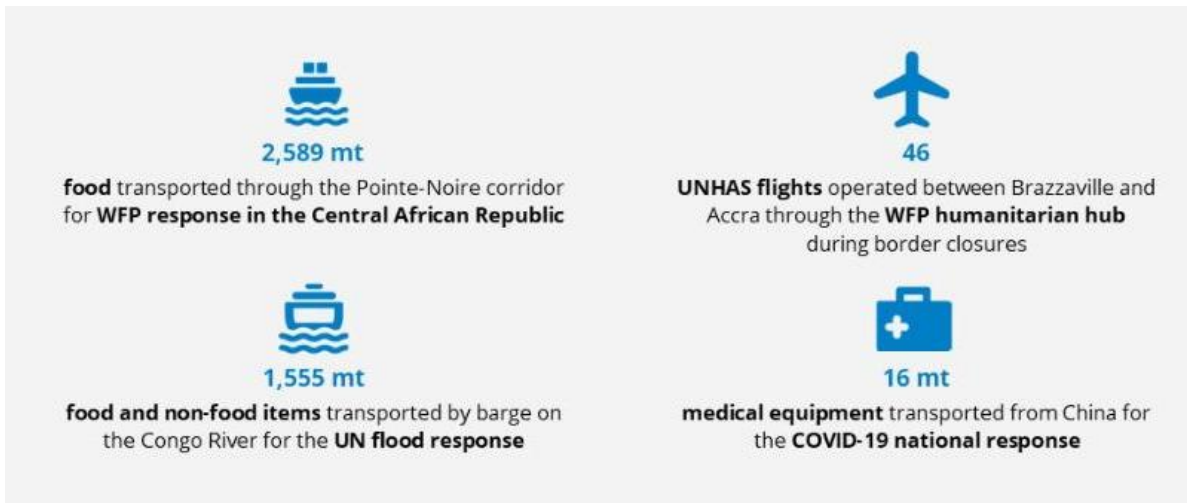 2,589 mt
food transported through the Pointe-Noire corridor
for WFP response in the Central African Republic
46
UNHAS flights operated between Brazzaville and
Accra through the WFP humanitarian hub
during border closures
1,555 mt
food and non-food items transported by barge on
the Congo River for the UN flood response
16 mt
medical equipment transported from China for
the COVID-19 national response